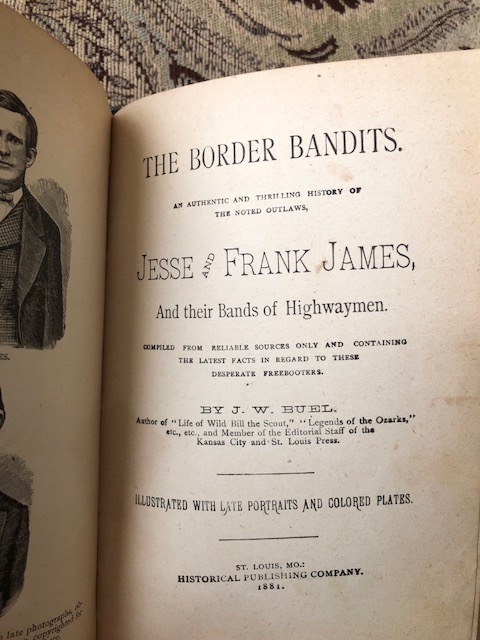 THE BORDER BANDITS.
AN AUTHENTIC AND THRILLING HISTORY OF
THE NOTED OUTLAWS,
JESSE AND FRANK JAMES,
And their Bands of Highwaymen.
COMPILED FROM RELIABLE SOURCES ONLY AND CONTAINING
THE LATEST FACTS IN REGARD TO THESE
DESPERATE FREEBOOTERS.
BY J. W. BUEL,
Author of "Life of Wild Bill the Scout," "Legends of the Ozarks,"
etc., etc., and Member of the Editorial Staff of the
Kansas City and St. Louis Press.
ILLUSTRATED WITH LATE PORTRAITS AND COLORED PLATES.
ST. LOUIS, MO.:
HISTORICAL PUBLISHING COMPANY.
1881.
late photographs,
copyrighted for